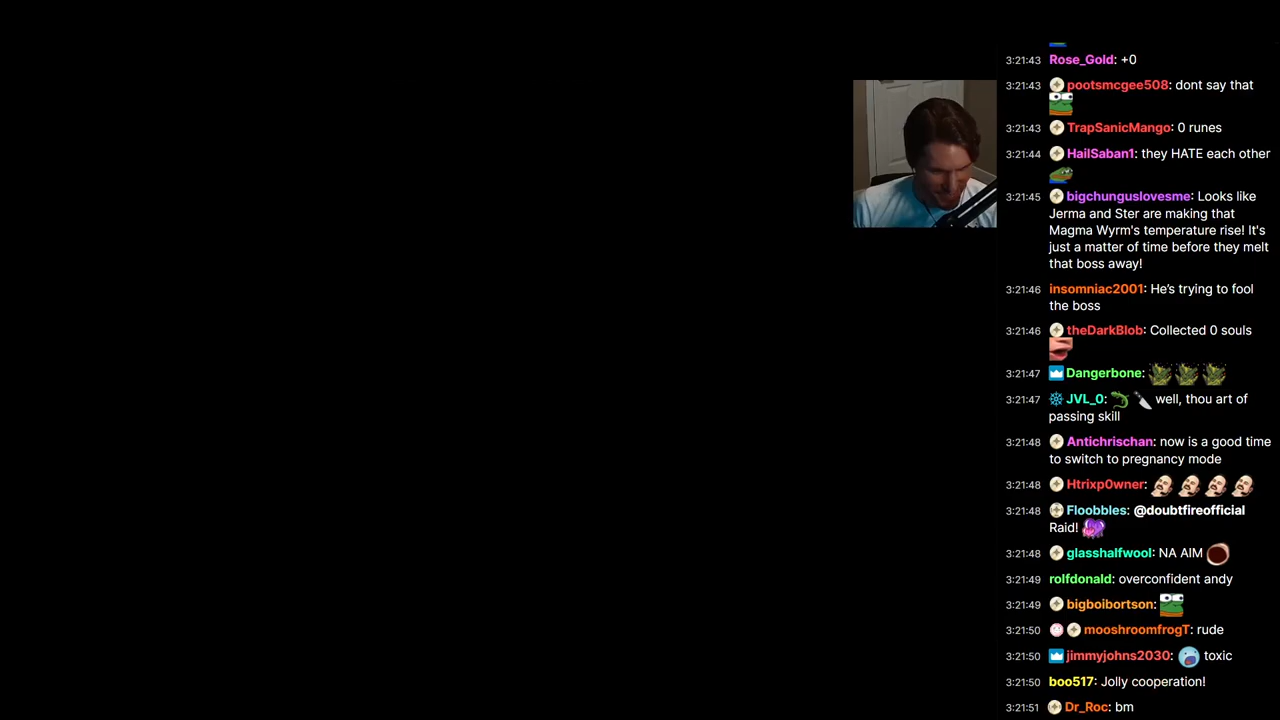 3:21:43 Rose_Gold: +0
3:21:43 pootsmcgee508: dont say that
3:21:43 TrapSanicMango: 0 runes
3:21:44 HailSaban1: they HATE each other
3:21:45 bigchunguslovesme: Looks like
Jerma and Ster are making that
Magma Wyrm's temperature rise! It's
just a matter of time before they melt
that boss away!
3:21:46 insomniac2001: He's trying to fool
the boss
3:21:46 theDarkBlob: Collected 0 souls
3:21:47 Dangerbone:
3:21:47 JVL_0: well, thou art of
passing skill
3:21:48 Antichrischan: now is a good time
to switch to pregnancy mode
3:21:48 Htrixp0wner:
3:21:48 Floobbles: @doubtfireofficial
Raid!
3:21:48 glasshalfwool: NA AIM
3:21:49 rolfdonald: overconfident andy
3:21:49 bigboibortson:
3:21:50 mooshroomfrogT: rude
3:21:50 jimmyjohns2030: toxic
3:21:50 boo517: Jolly cooperation!
3:21:51 Dr_Roc: bm